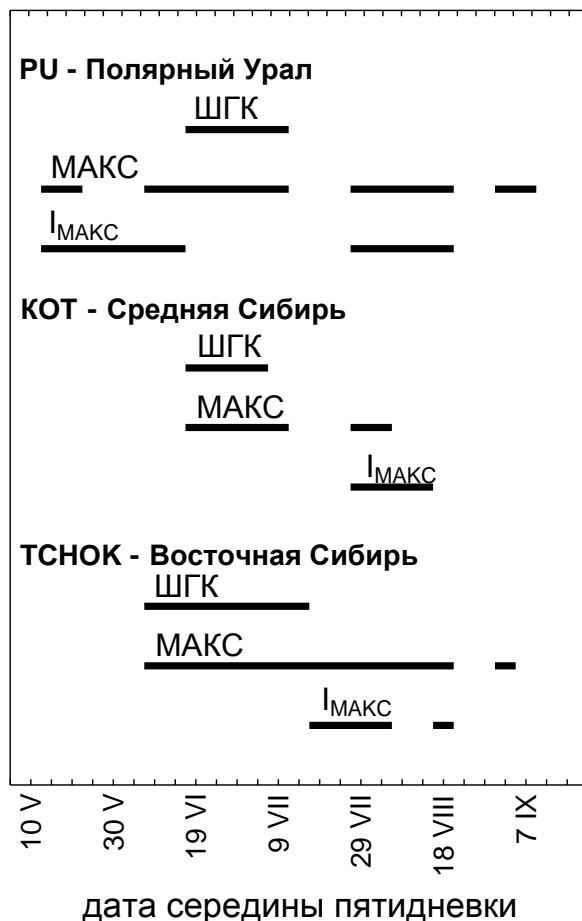 PU - Полярный Урал
ШГК
МАКС
IМАКС
КОТ - Средняя Сибирь
ШГК
МАКС
IМАКС
TCHOK - Восточная Сибирь
ШГК
МАКС
IМАКС
10 V 30 V 19 VI 9 VII 29 VII 18 VIII 7 IX
дата середины пятидневки